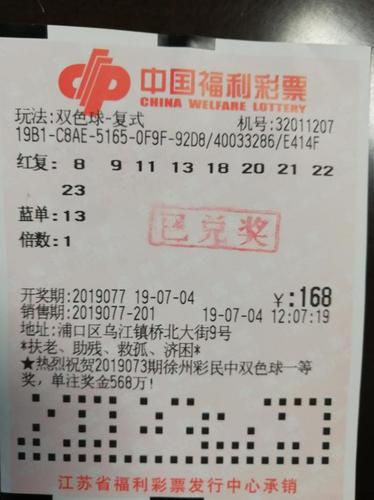 中国福利彩票
CHINA WELFARE LOTTERY
玩法:双色球-复式 机号:32011207
19B1-C8AE-5165-0F9F-92D8/40033286/E414F
红复: 8 9 11 13 18 20 21 22
23
蓝单:13
倍数:1
已兑奖
开奖期:2019077 19-07-04 ¥:168
销售期:2019077-201 19-07-04 12:07:19
地址:浦口区乌江镇桥北大街9号
*扶老、助残、救孤、济困*
★热烈祝贺2019073期徐州彩民中双色球一等
奖，单注奖金568万!
江苏省福利彩票发行中心承销